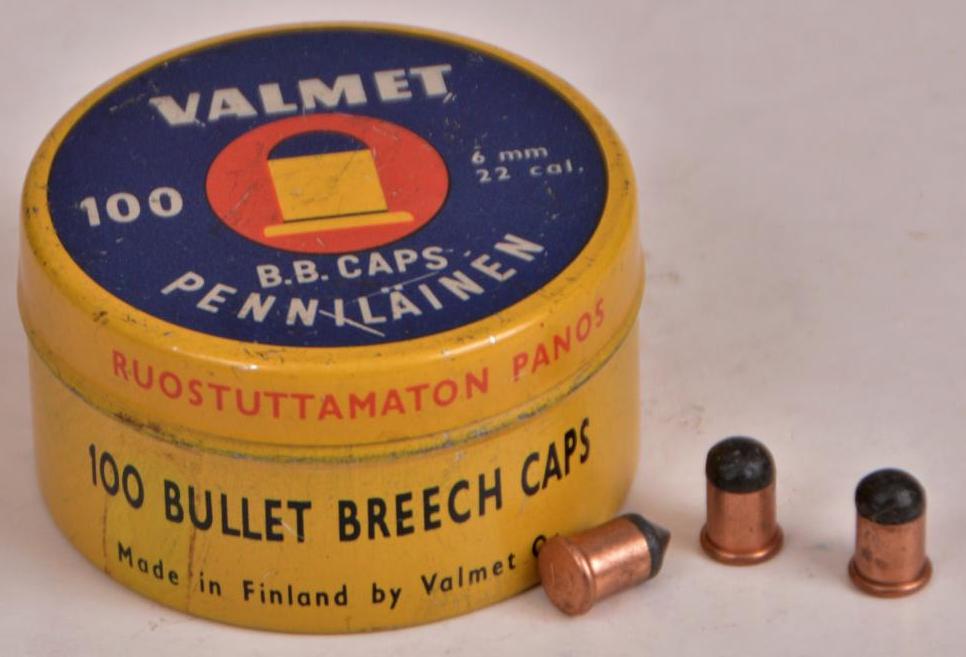 VALMET
100
6 mm
22 cal.
B.B. CAPS
PENNILÄINEN
RUOSTUTTAMATON PANOS
100 BULLET BREECH CAPS
Made in Finland by Valmet